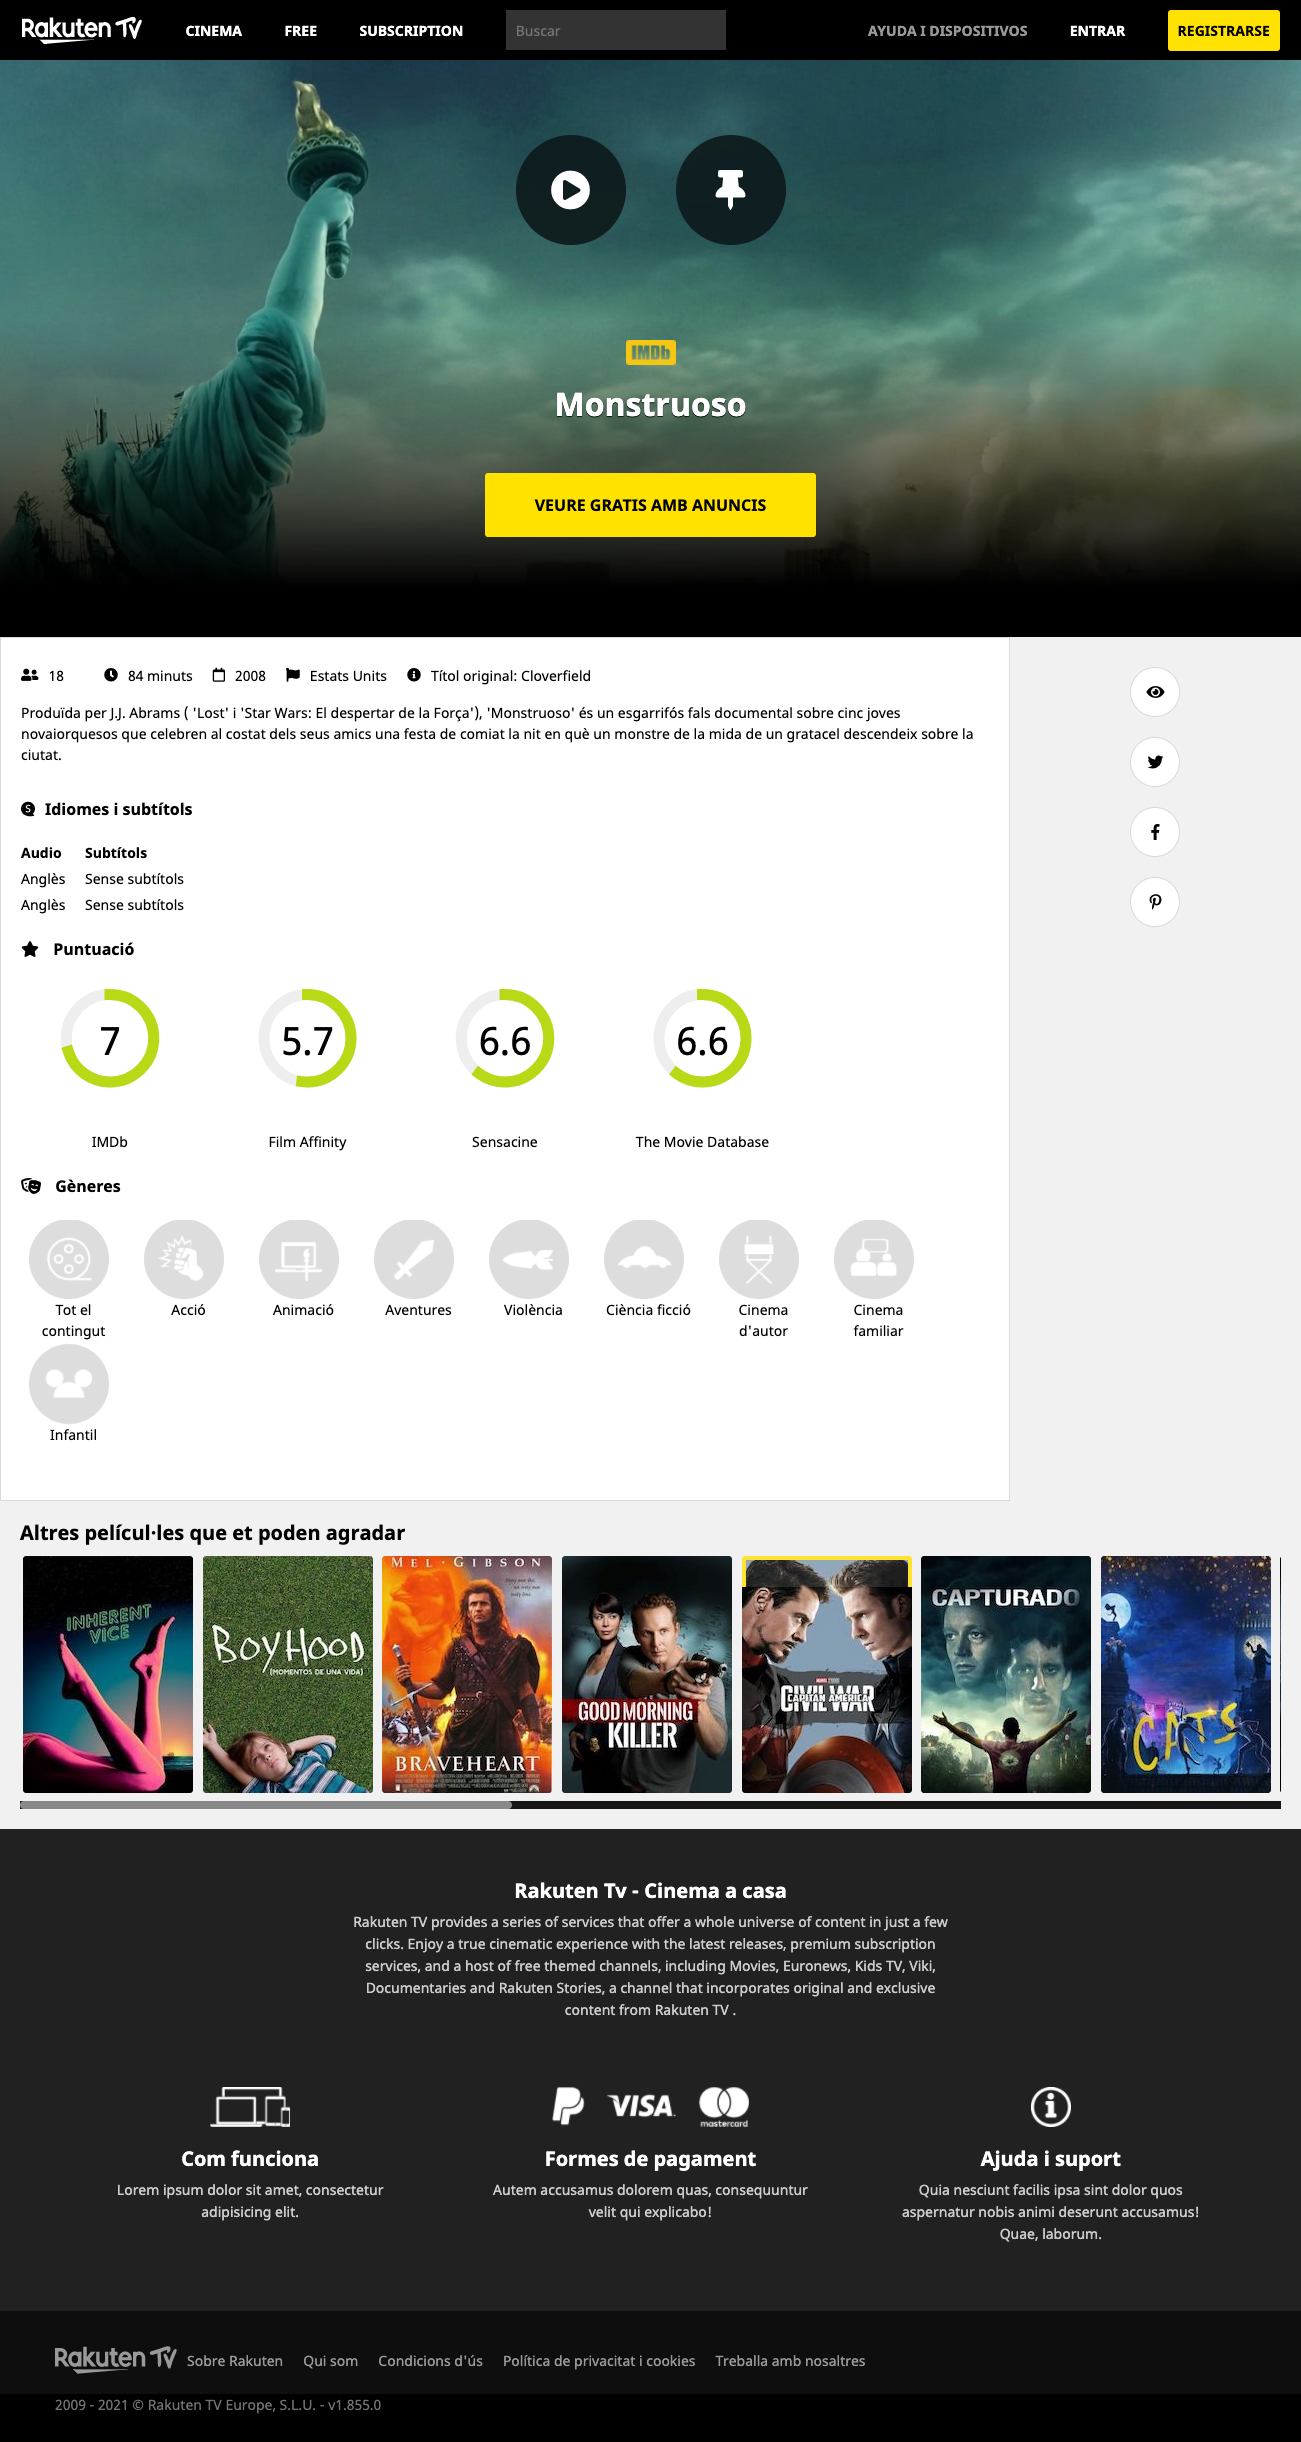 Rakuten TV
CINEMA
FREE
SUBSCRIPTION
Buscar
AYUDA I DISPOSITIVOS
ENTRAR
REGISTRARSE
IMDb
Monstruoso
VEURE GRATIS AMB ANUNCIS
18
84 minuts
2008
Estats Units
Títol original: Cloverfield
Produïda per J.J. Abrams ( 'Lost' i 'Star Wars: El despertar de la Força'), 'Monstruoso' és un esgarrifós fals documental sobre cinc joves
novaiorquesos que celebren al costat dels seus amics una festa de comiat la nit en què un monstre de la mida de un gratacel descendeix sobre la
ciutat.
Idiomes i subtítols
Audio Subtítols
Anglès Sense subtítols
Anglès Sense subtítols
Puntuació
7
5.7
6.6
6.6
IMDb
Film Affinity
Sensacine
The Movie Database
Gèneres
Tot el
contingut
Acció
Animació
Aventures
Violència
Ciència ficció
Cinema
d'autor
Cinema
familiar
Infantil
Altres películ·les que et poden agradar
INHERENT
VICE
BOYHOOD
(MOMENTOS DE UNA VIDA)
MEL · GIBSON
BRAVEHEART
GOOD MORNING
KILLER
CIVIL WAR
CAPITÁN AMÉRICA
CAPTURADO
CATS
Rakuten Tv - Cinema a casa
Rakuten TV provides a series of services that offer a whole universe of content in just a few
clicks. Enjoy a true cinematic experience with the latest releases, premium subscription
services, and a host of free themed channels, including Movies, Euronews, Kids TV, Viki,
Documentaries and Rakuten Stories, a channel that incorporates original and exclusive
content from Rakuten TV .
Com funciona
Lorem ipsum dolor sit amet, consectetur
adipisicing elit.
VISA
mastercard
Formes de pagament
Autem accusamus dolorem quas, consequuntur
velit qui explicabo!
Ajuda i suport
Quia nesciunt facilis ipsa sint dolor quos
aspernatur nobis animi deserunt accusamus!
Quae, laborum.
Rakuten TV
Sobre Rakuten
Qui som
Condicions d'ús
Política de privacitat i cookies
Treballa amb nosaltres
2009 - 2021 © Rakuten TV Europe, S.L.U. - v1.855.0